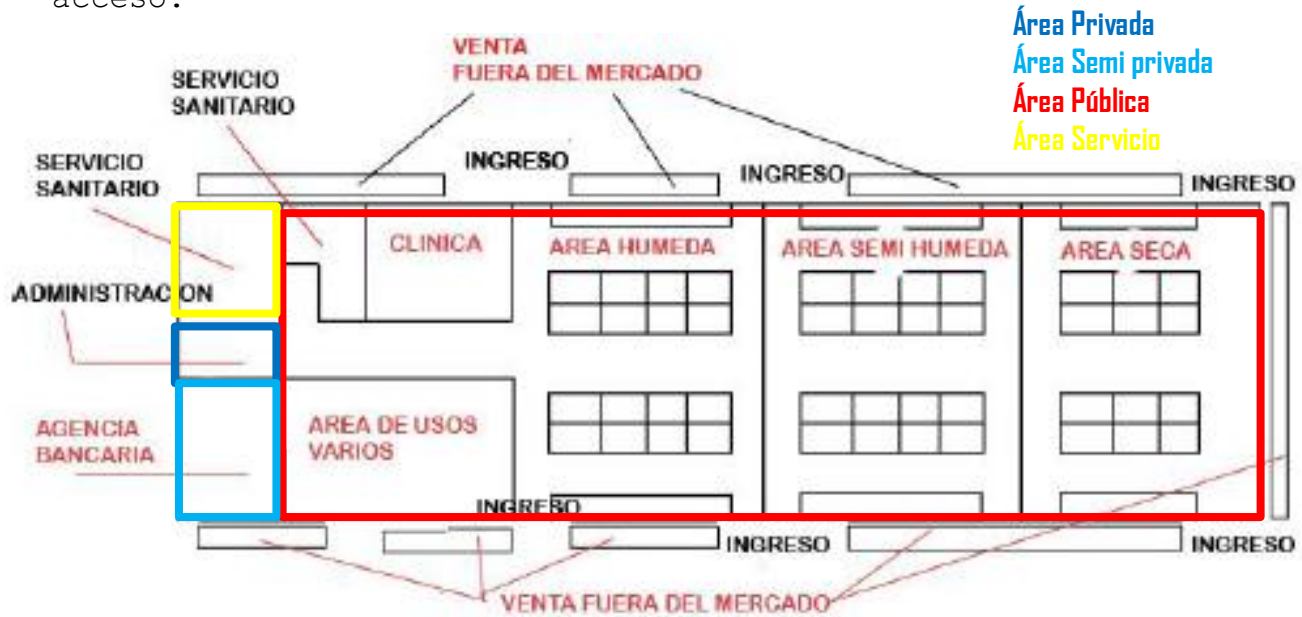 acceso.
Área Privada
Área Semi privada
Área Pública
Área Servicio
VENTA
FUERA DEL MERCADO
SERVICIO
SANITARIO
SERVICIO
SANITARIO
INGRESO
INGRESO
INGRESO
CLINICA
AREA HUMEDA
AREA SEMI HUMEDA
AREA SECA
ADMINISTRACION
AGENCIA
BANCARIA
AREA DE USOS
VARIOS
INGRESO
INGRESO
INGRESO
VENTA FUERA DEL MERCADO